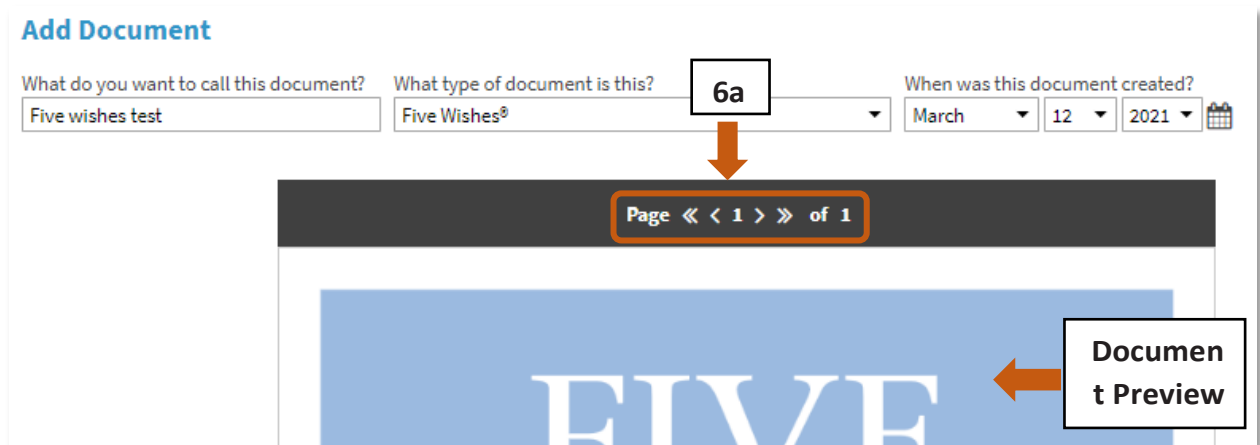 Add Document
What do you want to call this document? What type of document is this? When was this document created?
Five wishes test Five Wishes® March 12 2021
6a
Page « < 1 > » of 1
FIVE
Documen
t Preview